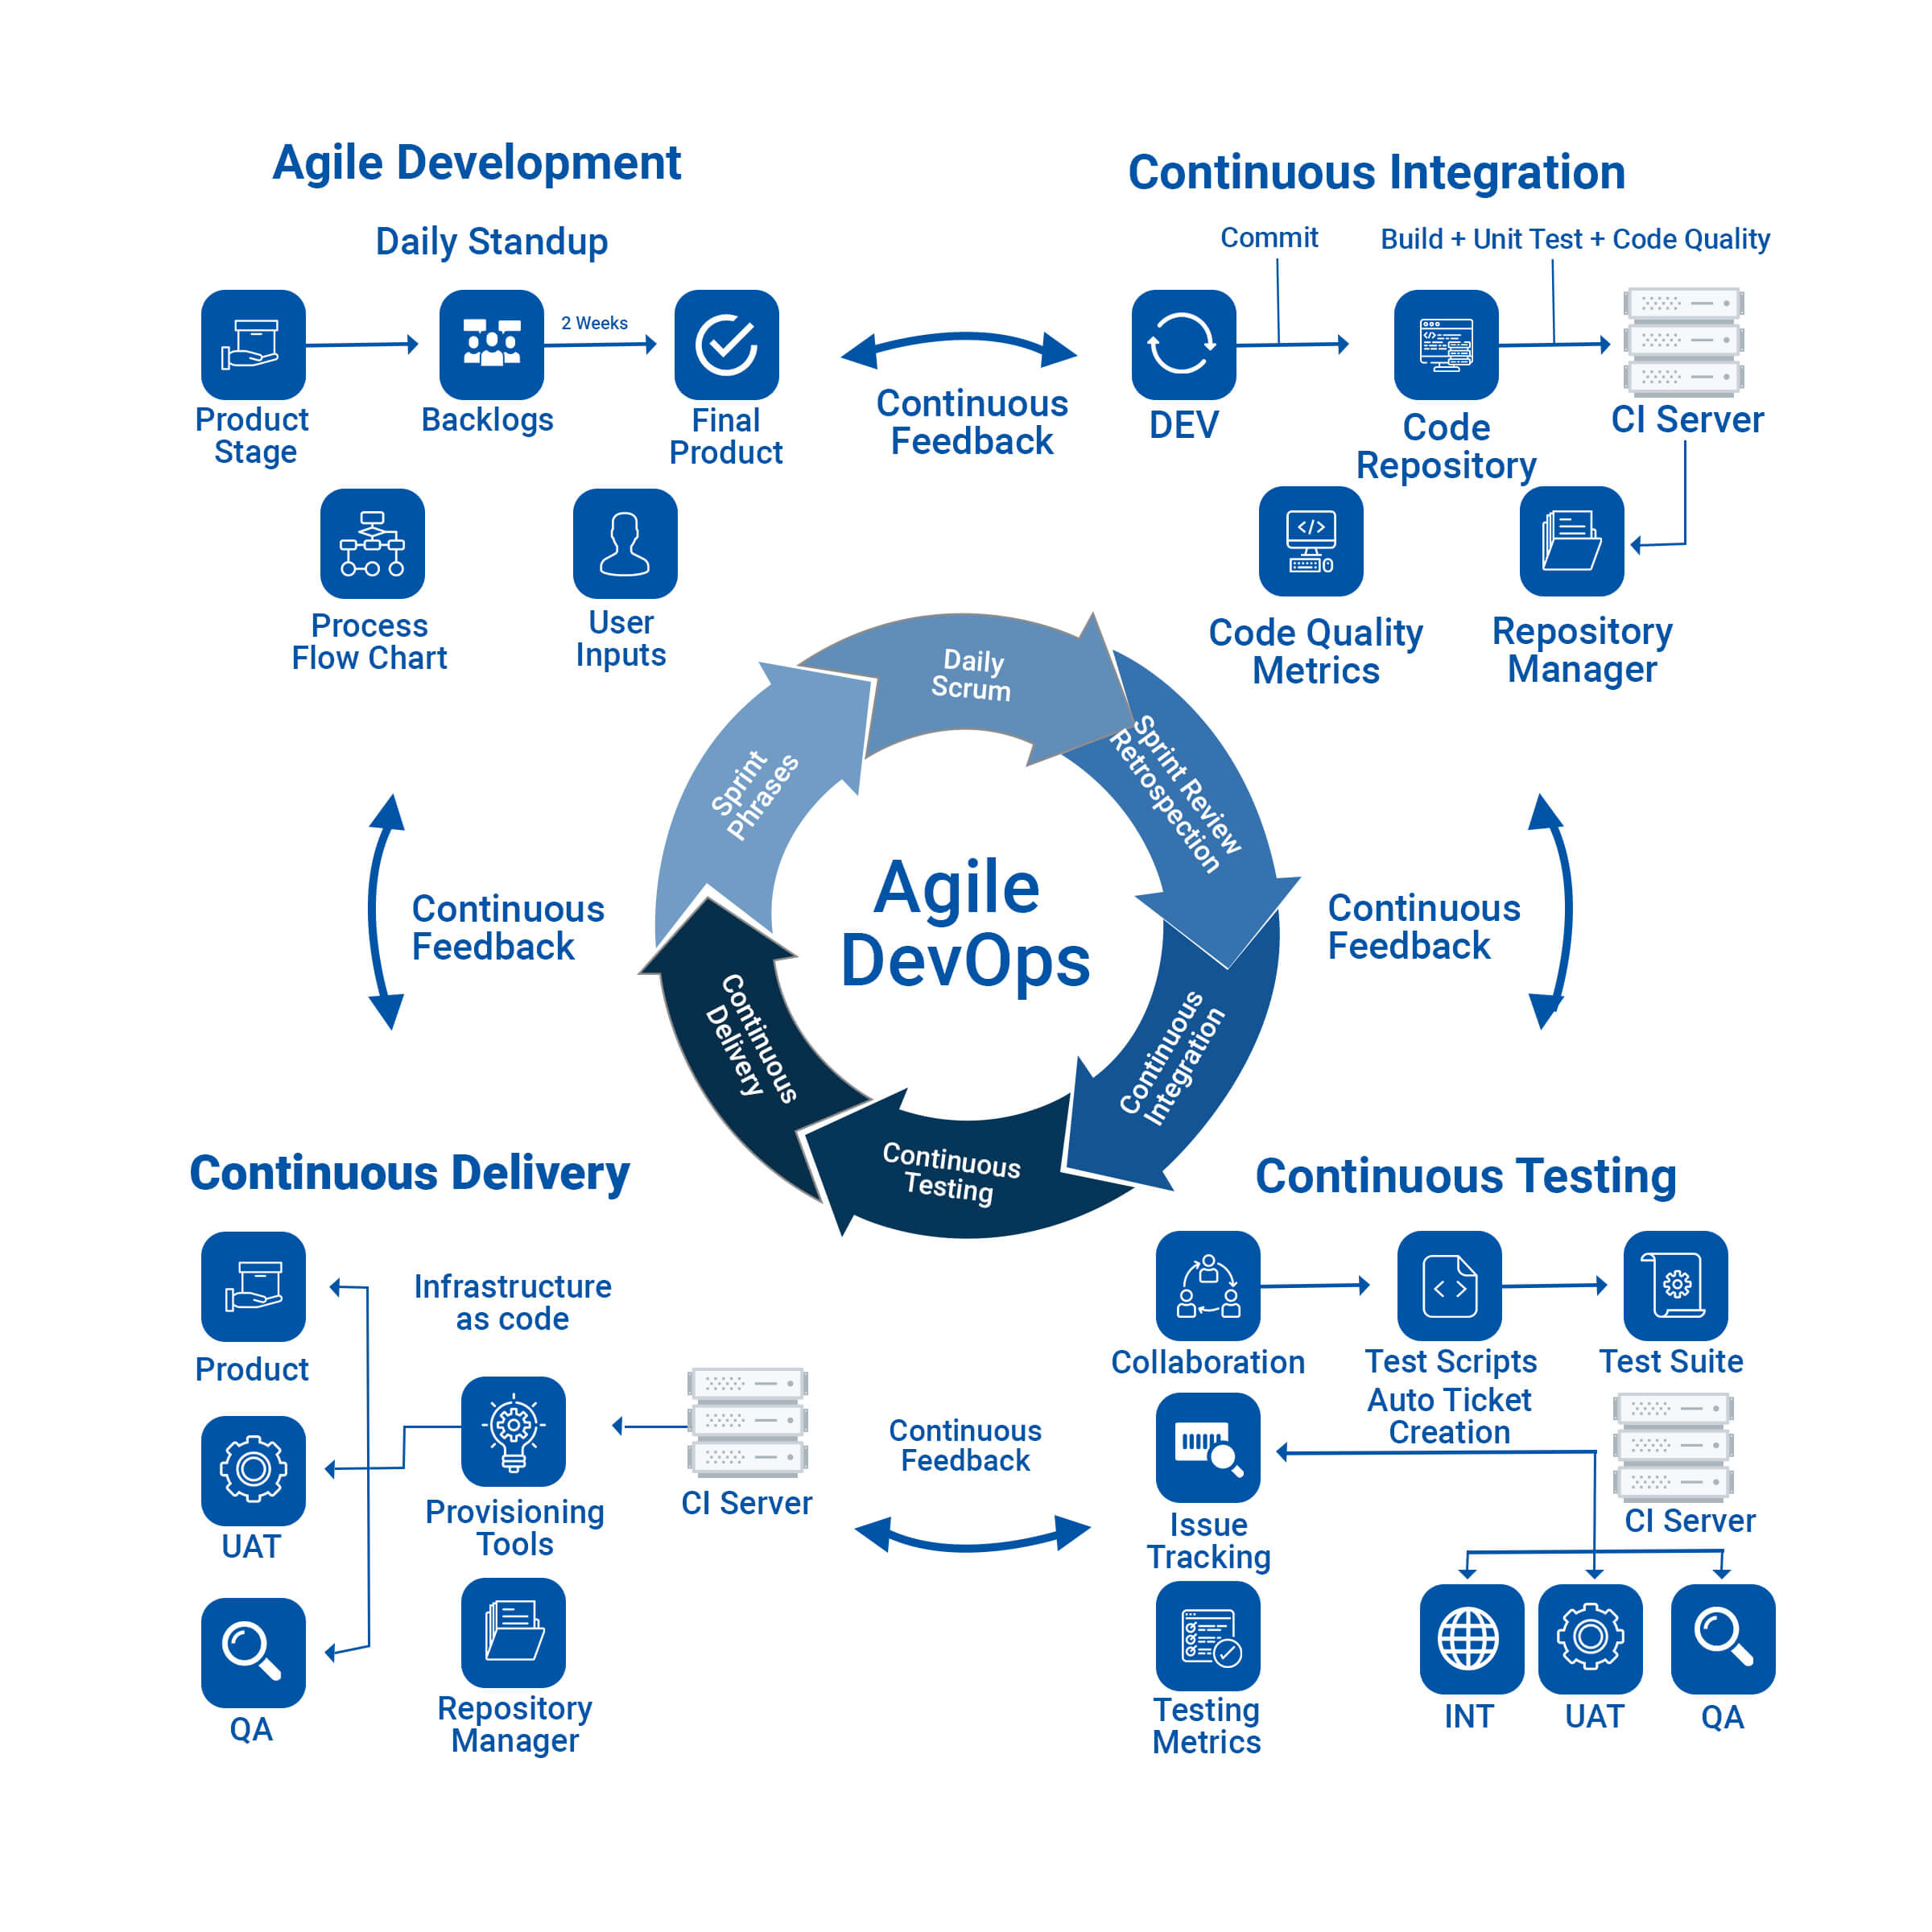 Agile Development
Daily Standup
Product
Stage
Backlogs
2 Weeks
Final
Product
Process
Flow Chart
User
Inputs
Continuous
Feedback
Continuous Integration
Commit
Build + Unit Test + Code Quality
DEV
Code
Repository
CI Server
Code Quality
Metrics
Repository
Manager
Daily
Scrum
Sprint Review
Retrospection
Sprint
Phrases
Agile
DevOps
Continuous
Integration
Continuous
Testing
Continuous
Delivery
Continuous
Feedback
Continuous
Feedback
Continuous Delivery
Product
Infrastructure
as code
UAT
Provisioning
Tools
CI Server
QA
Repository
Manager
Continuous
Feedback
Continuous Testing
Collaboration
Test Scripts
Test Suite
Auto Ticket
Creation
Issue
Tracking
CI Server
Testing
Metrics
INT
UAT
QA